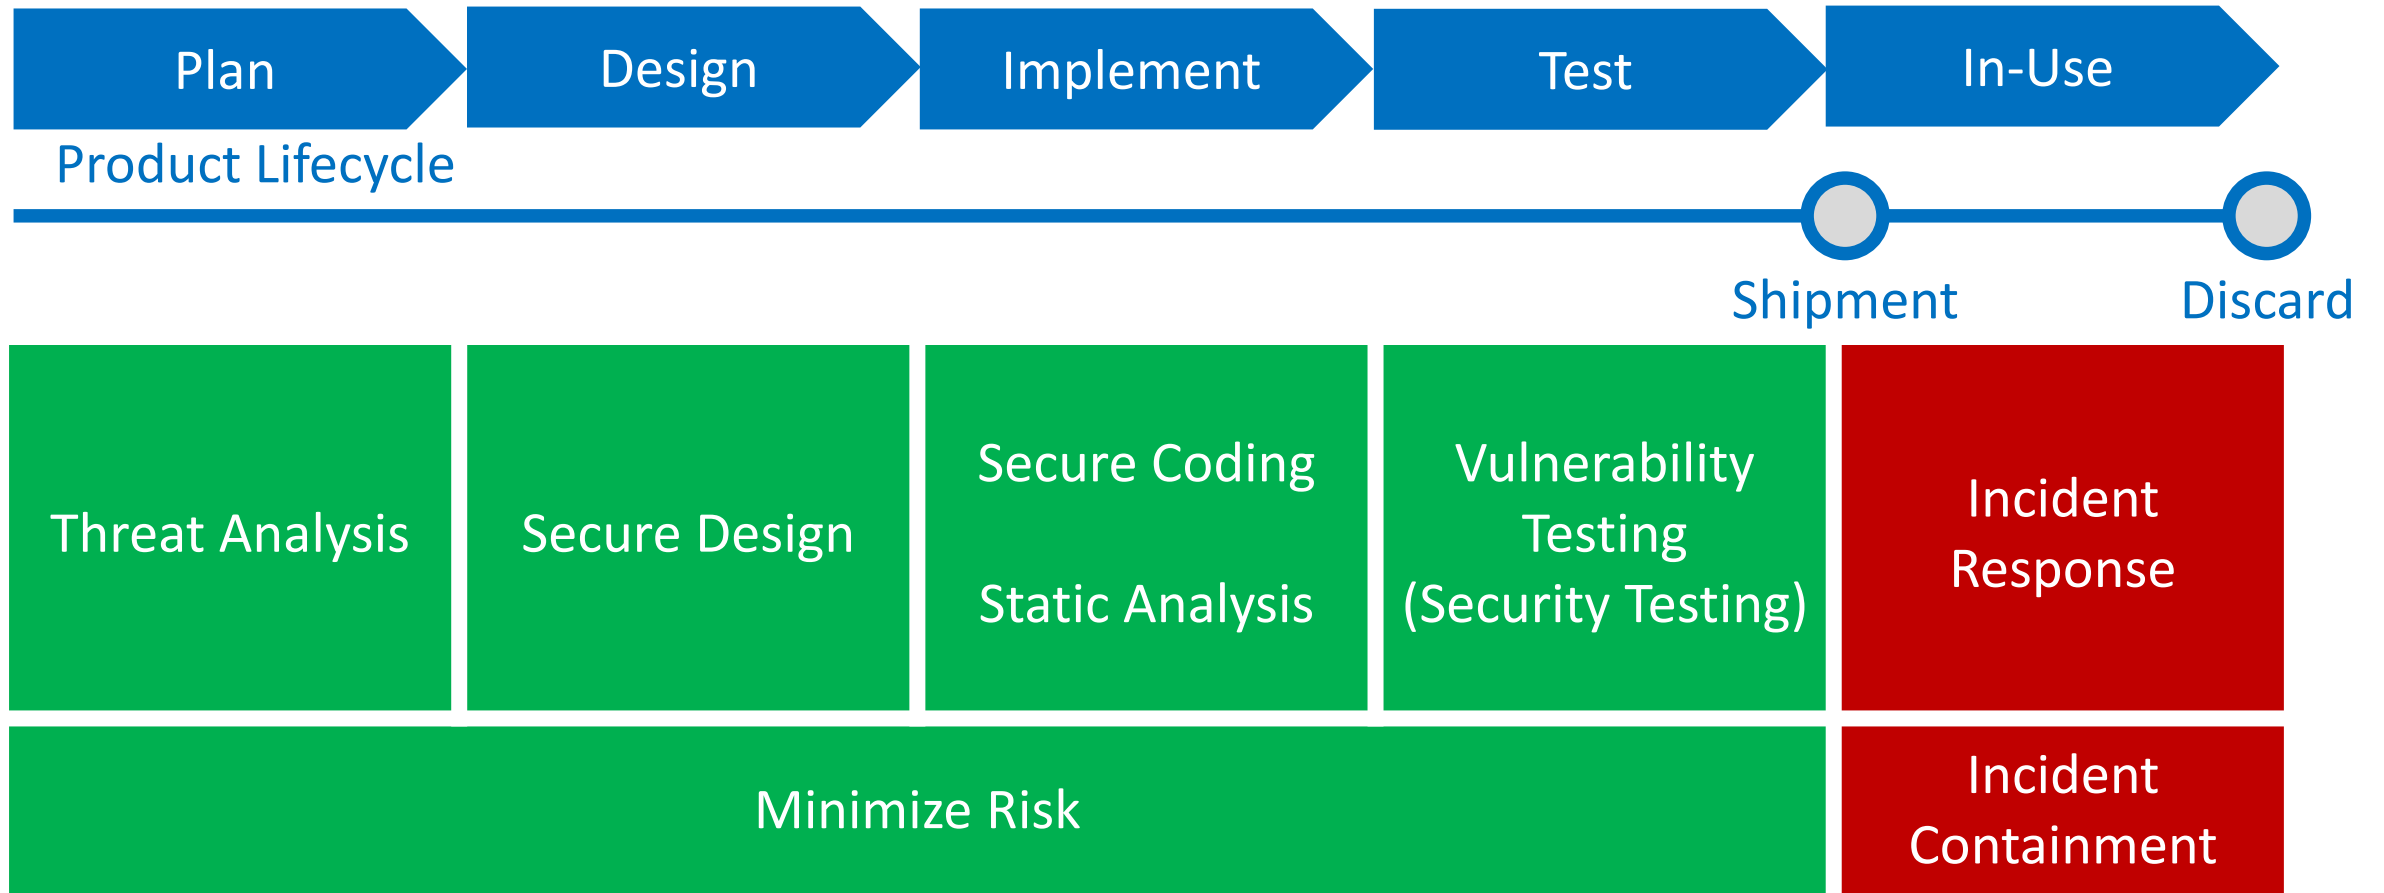 Plan
Design
Implement
Test
In-Use
Product Lifecycle
Shipment
Discard
Threat Analysis
Secure Design
Secure Coding
Static Analysis
Vulnerability
Testing
(Security Testing)
Incident
Response
Minimize Risk
Incident
Containment